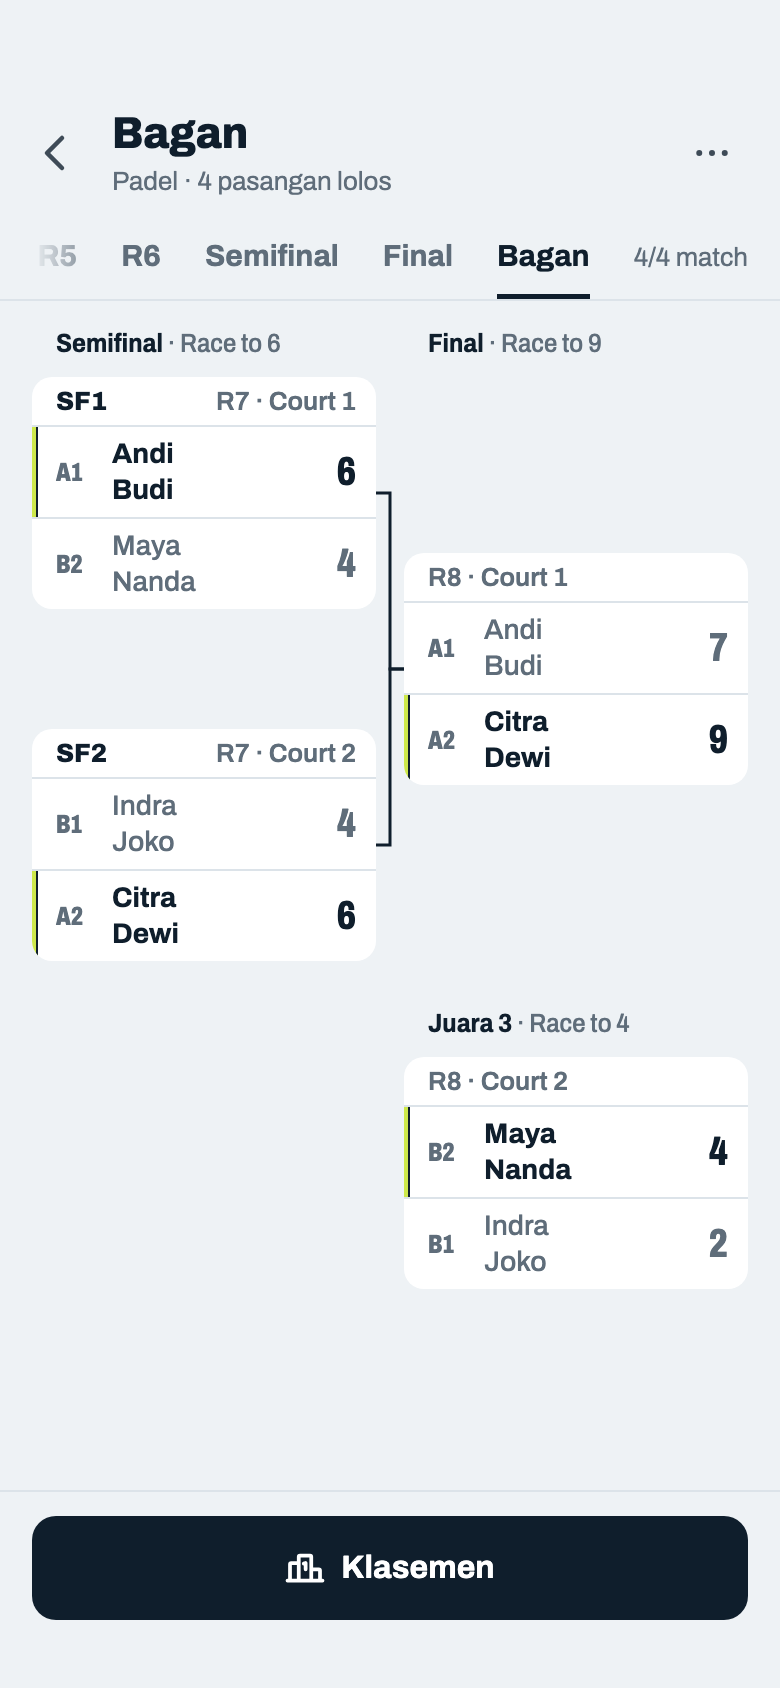 Bagan
Padel · 4 pasangan lolos
R5 R6 Semifinal Final Bagan 4/4 match
Semifinal · Race to 6
SF1 R7 · Court 1
A1 Andi Budi 6
B2 Maya Nanda 4
SF2 R7 · Court 2
B1 Indra Joko 4
A2 Citra Dewi 6
Final · Race to 9
R8 · Court 1
A1 Andi Budi 7
A2 Citra Dewi 9
Juara 3 · Race to 4
R8 · Court 2
B2 Maya Nanda 4
B1 Indra Joko 2
Klasemen